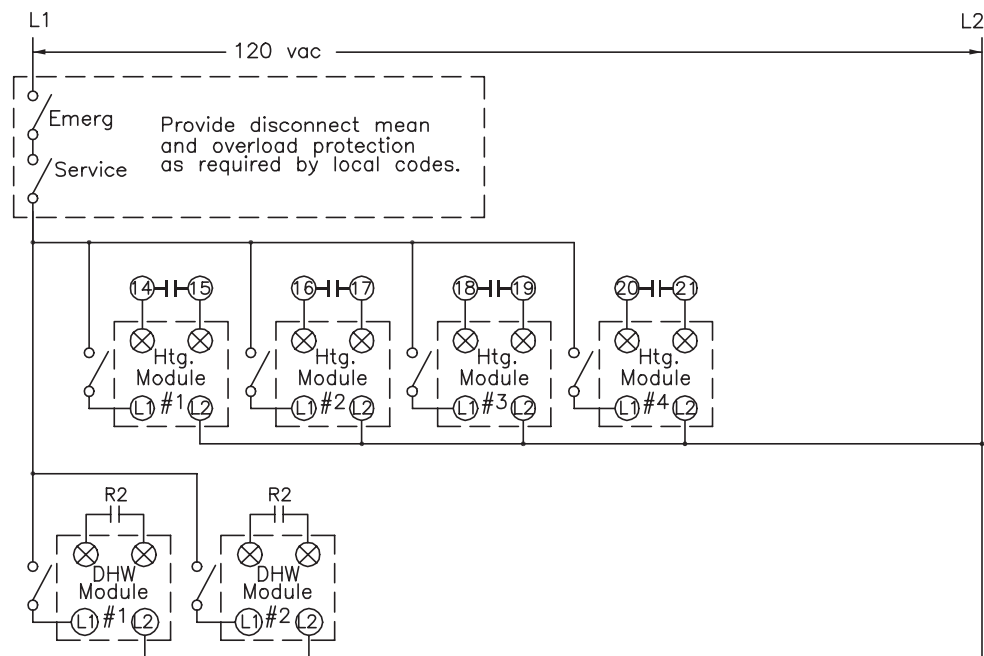 L1
L2
120 vac
Emerg
Service
Provide disconnect mean
and overload protection
as required by local codes.
14 15
16 17
18 19
20 21
Htg.
Module
#1
L1 L2
Htg.
Module
#2
L1 L2
Htg.
Module
#3
L1 L2
Htg.
Module
#4
L1 L2
R2
DHW
Module
#1
L1 L2
R2
DHW
Module
#2
L1 L2